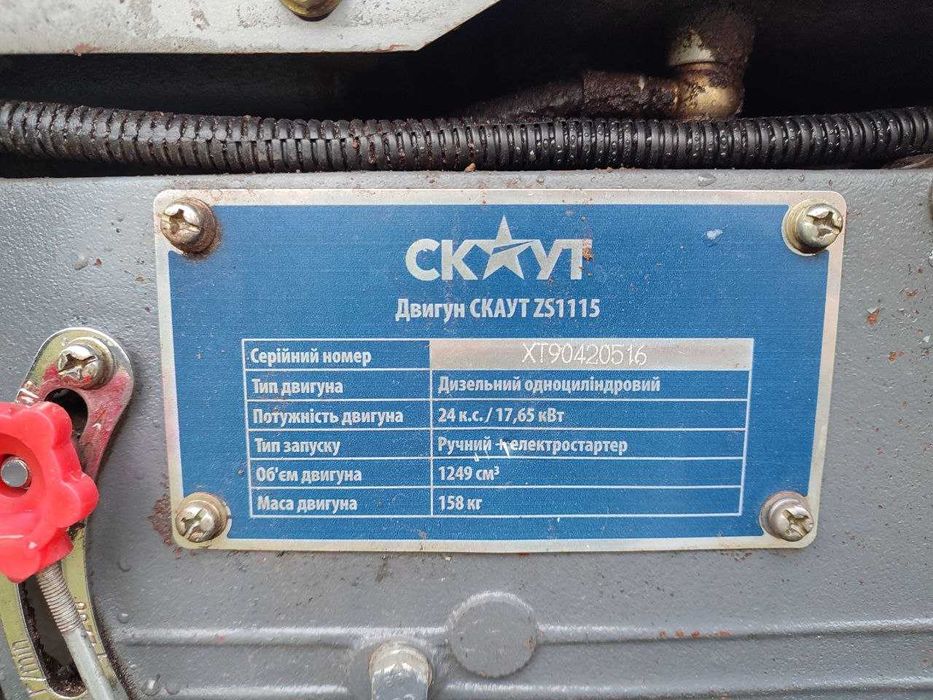 СКАУТ
Двигун СКАУТ ZS1115
Серійний номер XT90420516
Тип двигуна Дизельний одноциліндровий
Потужність двигуна 24 к.с. / 17,65 кВт
Тип запуску Ручний + електростартер
Об'єм двигуна 1249 см³
Маса двигуна 158 кг